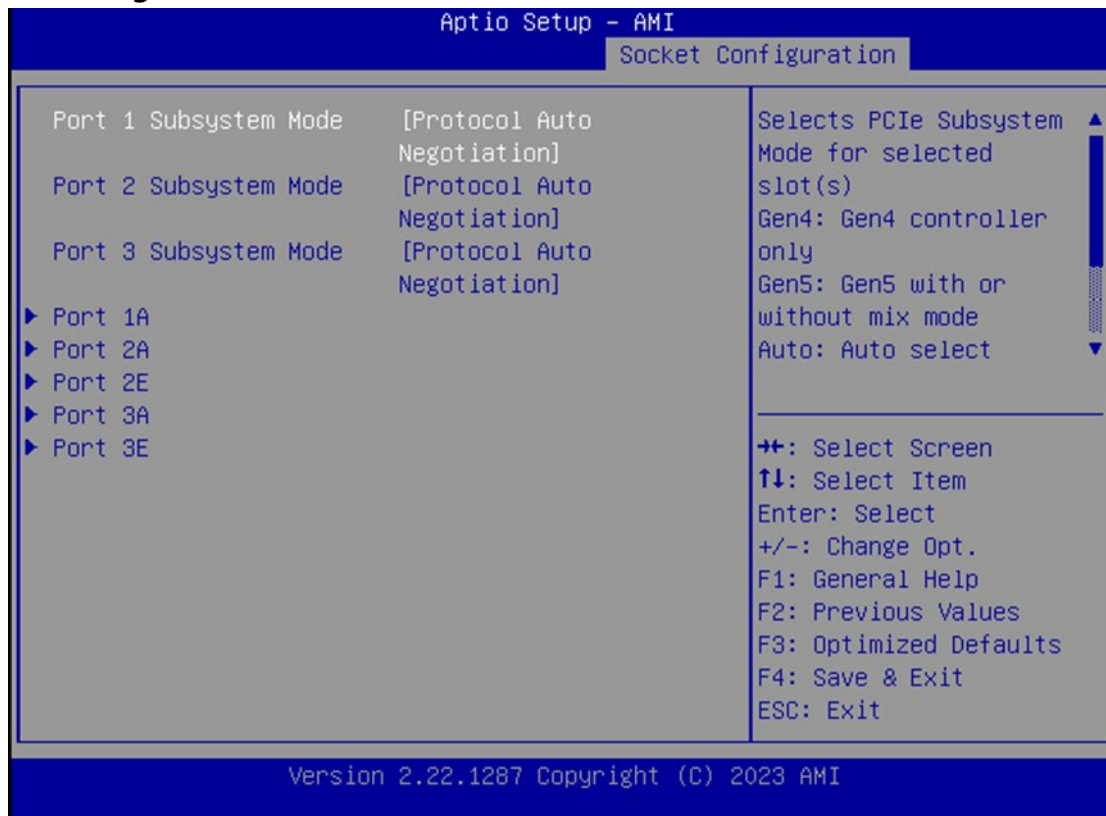 Aptio Setup – AMI
Socket Configuration
Port 1 Subsystem Mode [Protocol Auto
Negotiation]
Port 2 Subsystem Mode [Protocol Auto
Negotiation]
Port 3 Subsystem Mode [Protocol Auto
Negotiation]
▶ Port 1A
▶ Port 2A
▶ Port 2E
▶ Port 3A
▶ Port 3E
Selects PCIe Subsystem
Mode for selected
slot(s)
Gen4: Gen4 controller
only
Gen5: Gen5 with or
without mix mode
Auto: Auto select
→←: Select Screen
↑↓: Select Item
Enter: Select
+/-: Change Opt.
F1: General Help
F2: Previous Values
F3: Optimized Defaults
F4: Save & Exit
ESC: Exit
Version 2.22.1287 Copyright (C) 2023 AMI